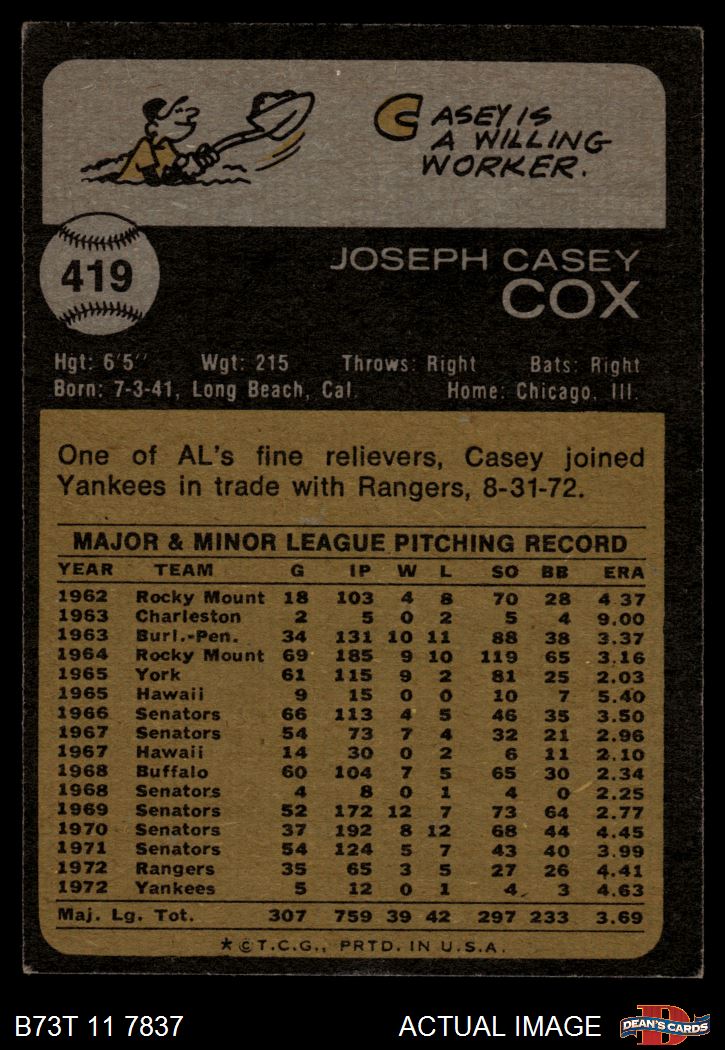 CASEY IS
A WILLING
WORKER.
419
JOSEPH CASEY
COX
Hgt: 6'5" Wgt: 215 Throws: Right Bats: Right
Born: 7-3-41, Long Beach, Cal. Home: Chicago, Ill.
One of AL's fine relievers, Casey joined
Yankees in trade with Rangers, 8-31-72.
MAJOR & MINOR LEAGUE PITCHING RECORD
YEAR TEAM G IP W L SO BB ERA
1962 Rocky Mount 18 103 4 8 70 28 4.37
1963 Charleston 2 5 0 2 5 4 9.00
1963 Burl.-Pen. 34 131 10 11 88 38 3.37
1964 Rocky Mount 69 185 9 10 119 65 3.16
1965 York 61 115 9 2 81 25 2.03
1965 Hawaii 9 15 0 0 10 7 5.40
1966 Senators 66 113 4 5 46 35 3.50
1967 Senators 54 73 7 4 32 21 2.96
1967 Hawaii 14 30 0 2 6 11 2.10
1968 Buffalo 60 104 7 5 65 30 2.34
1968 Senators 4 8 0 1 4 0 2.25
1969 Senators 52 172 12 7 73 64 2.77
1970 Senators 37 192 8 12 68 44 4.45
1971 Senators 54 124 5 7 43 40 3.99
1972 Rangers 35 65 3 5 27 26 4.41
1972 Yankees 5 12 0 1 4 3 4.63
Maj. Lg. Tot. 307 759 39 42 297 233 3.69
★ © T.C.G., PRTD. IN U.S.A.
B73T 11 7837 ACTUAL IMAGE D DEAN'S CARDS